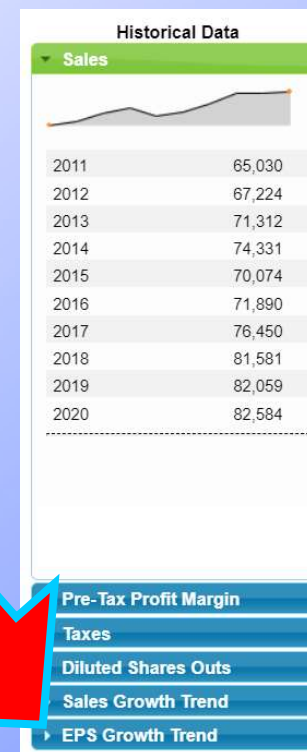 Historical Data
Sales
2011 65,030
2012 67,224
2013 71,312
2014 74,331
2015 70,074
2016 71,890
2017 76,450
2018 81,581
2019 82,059
2020 82,584
Pre-Tax Profit Margin
Taxes
Diluted Shares Outs
Sales Growth Trend
EPS Growth Trend